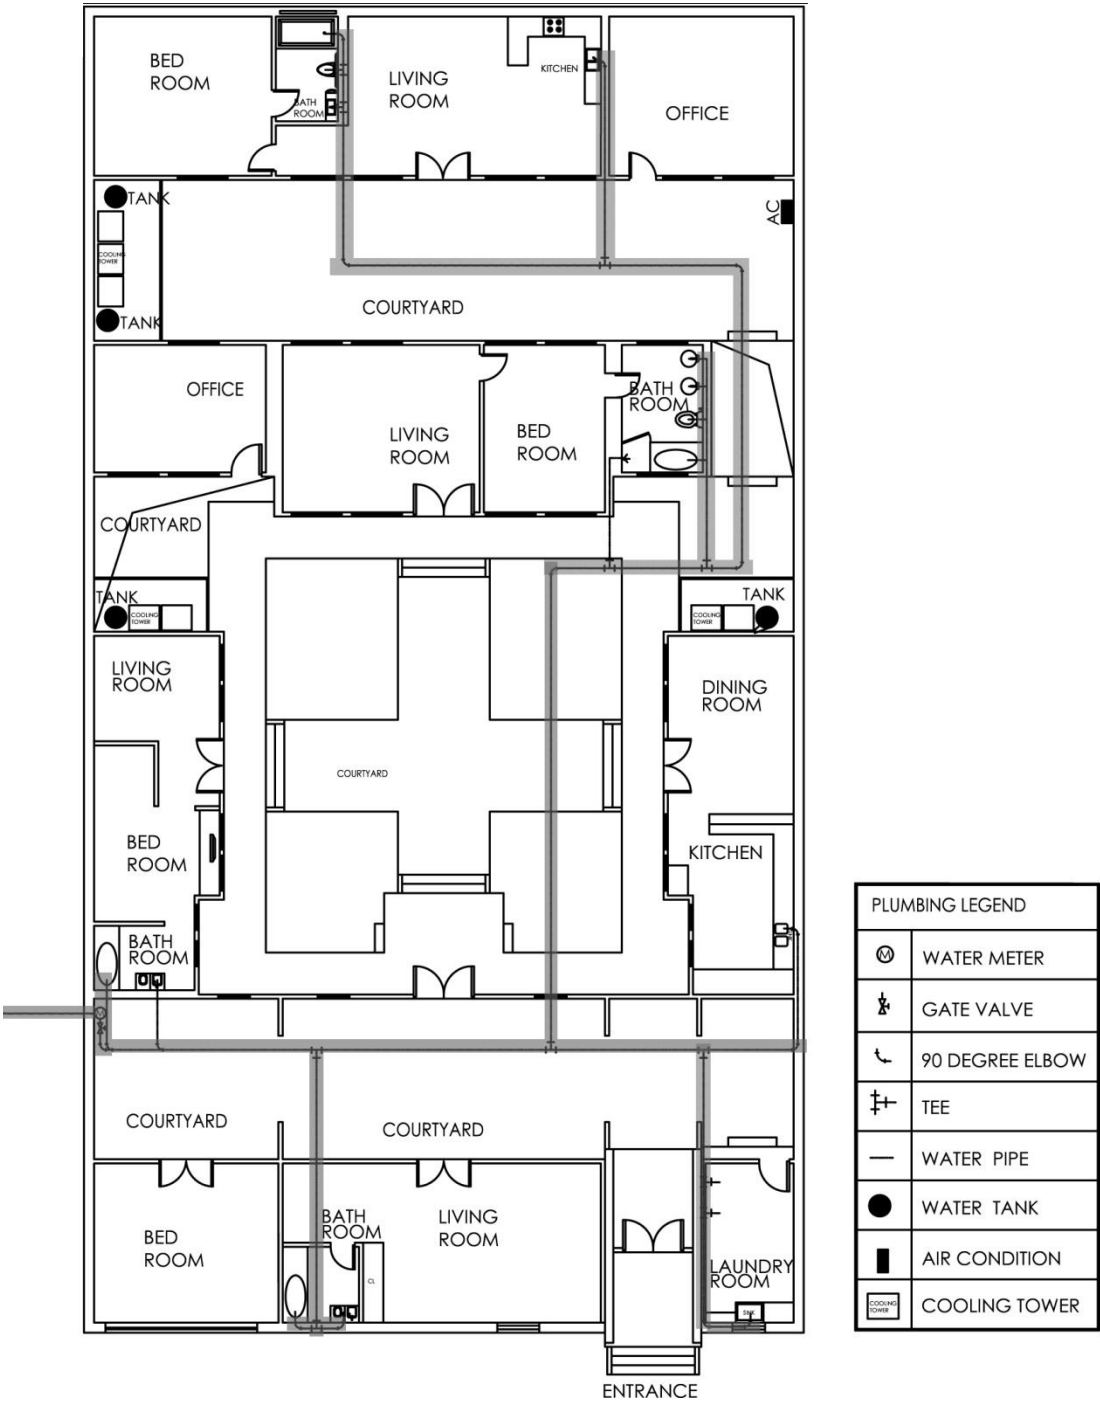 BED
ROOM
BATH
ROOM
LIVING
ROOM
KITCHEN
OFFICE
TANK
COOLING
TOWER
TANK
AC
COURTYARD
OFFICE
LIVING
ROOM
BED
ROOM
BATH
ROOM
COURTYARD
TANK
COOLING
TOWER
TANK
COOLING
TOWER
LIVING
ROOM
DINING
ROOM
COURTYARD
BED
ROOM
KITCHEN
BATH
ROOM
M
COURTYARD
COURTYARD
BED
ROOM
BATH
ROOM
LIVING
ROOM
CL
LAUNDRY
ROOM
SINK
ENTRANCE
PLUMBING LEGEND
M WATER METER
GATE VALVE
90 DEGREE ELBOW
TEE
WATER PIPE
WATER TANK
AIR CONDITION
COOLING
TOWER
COOLING TOWER